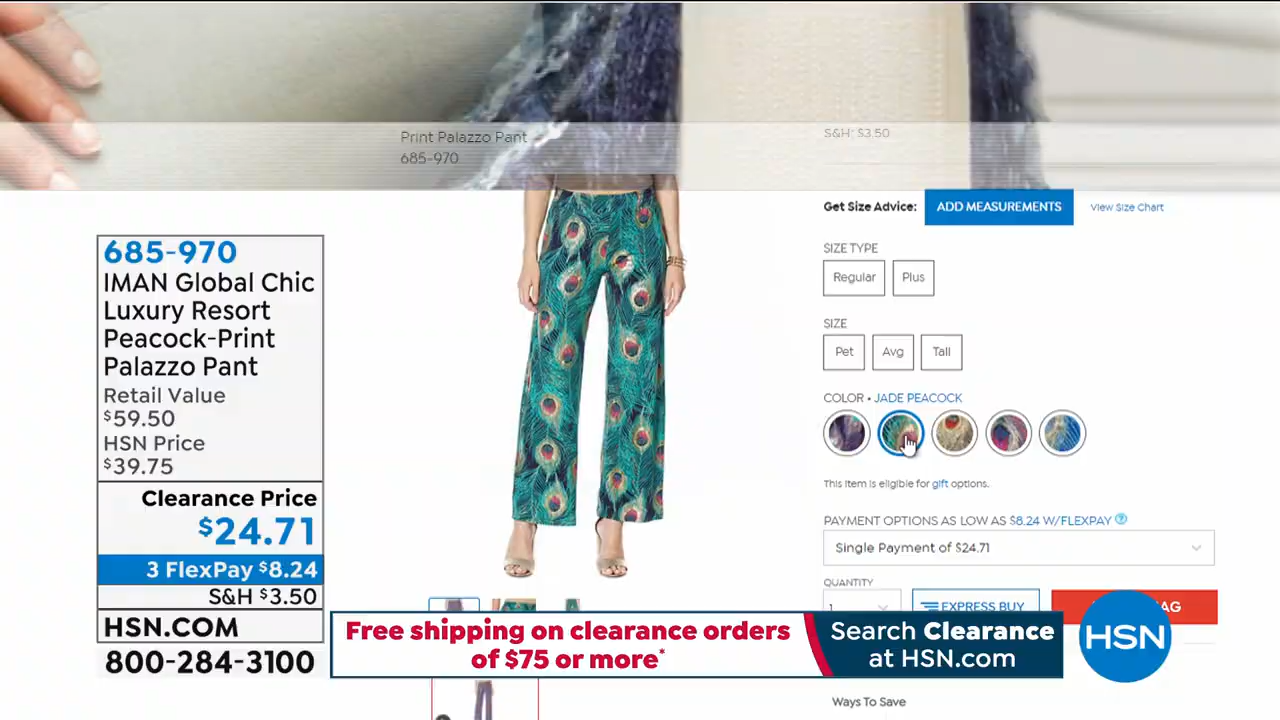 Print Palazzo Pant
685-970
S&H: $3.50
Get Size Advice:
ADD MEASUREMENTS
View Size Chart
SIZE TYPE
Regular
Plus
SIZE
Pet
Avg
Tall
COLOR • JADE PEACOCK
This item is eligible for gift options.
PAYMENT OPTIONS AS LOW AS $8.24 W/FLEXPAY ?
Single Payment of $24.71
QUANTITY
1
EXPRESS BUY
Ways To Save
685-970
IMAN Global Chic
Luxury Resort
Peacock-Print
Palazzo Pant
Retail Value
$59.50
HSN Price
$39.75
Clearance Price
$24.71
3 FlexPay $8.24
S&H $3.50
HSN.COM
800-284-3100
Free shipping on clearance orders
of $75 or more*
Search Clearance
at HSN.com
HSN